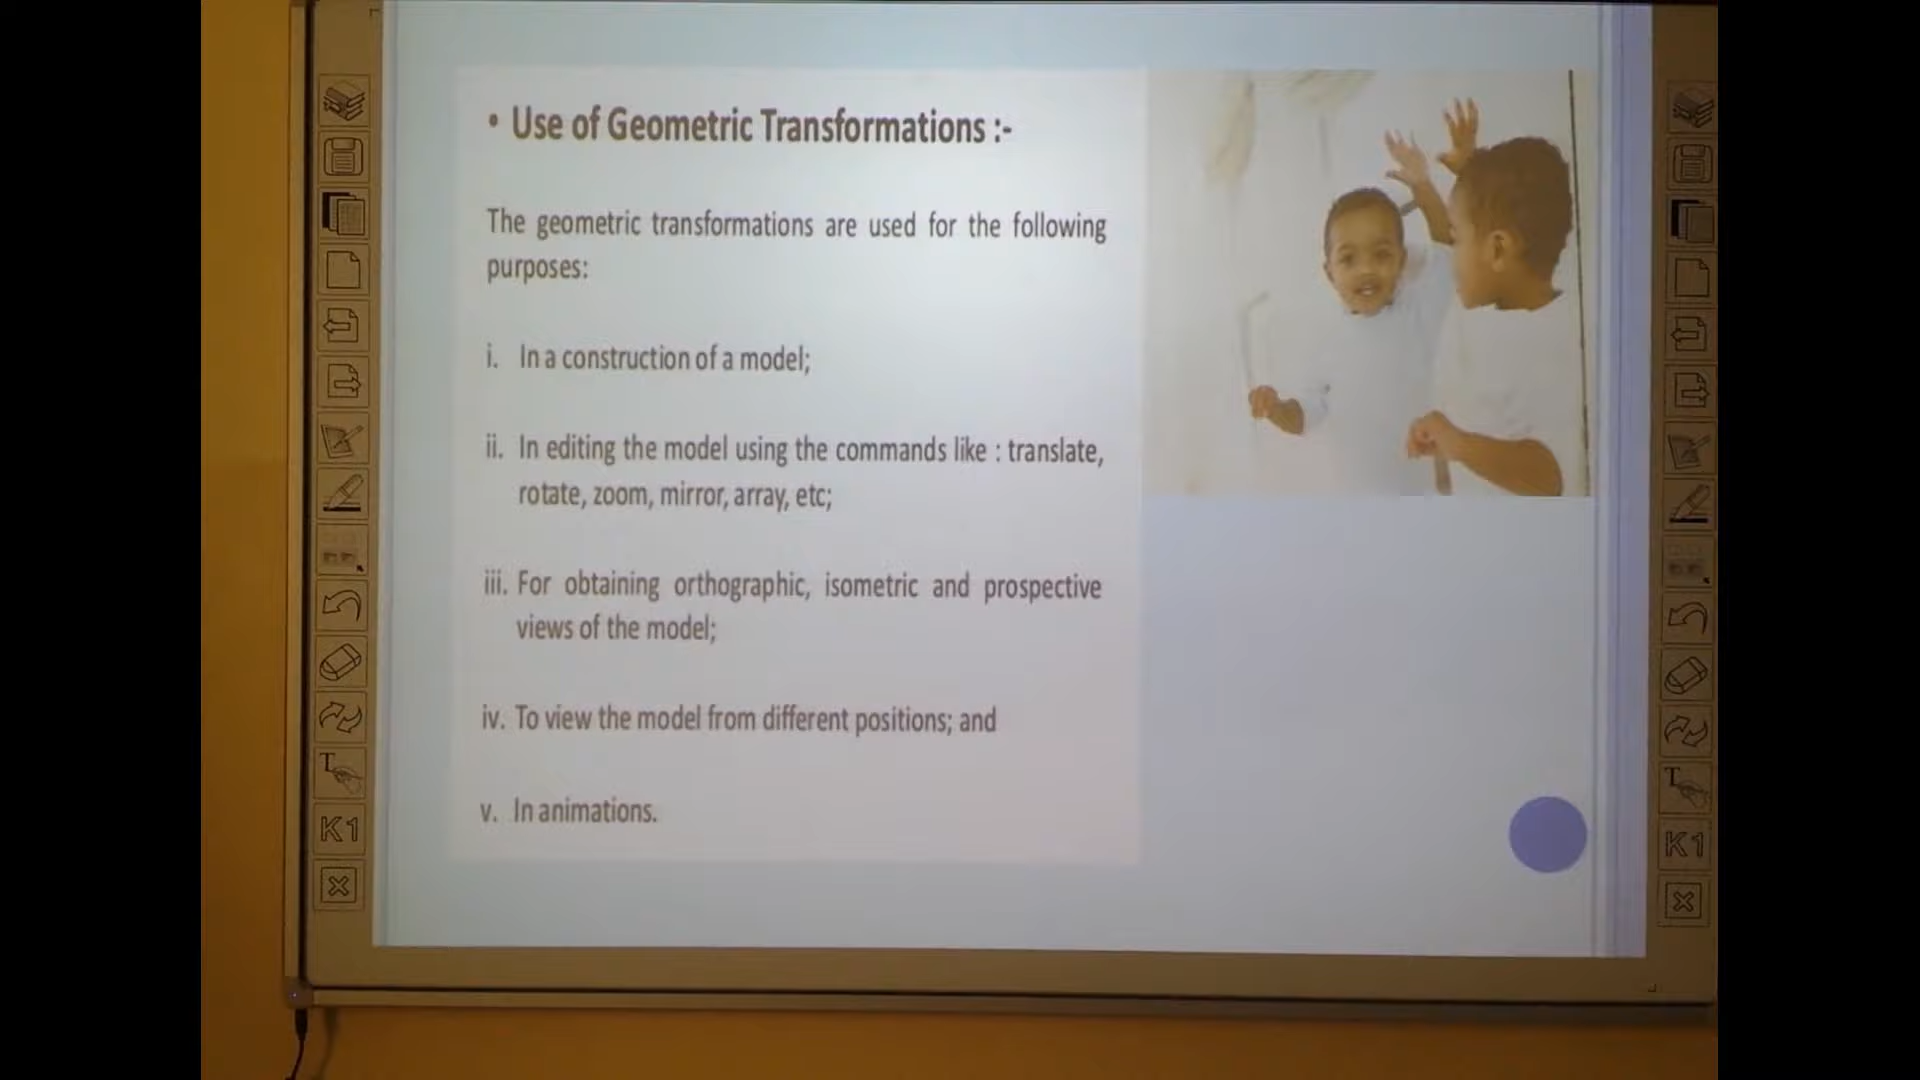 • Use of Geometric Transformations :-
The geometric transformations are used for the following
purposes:
i. In a construction of a model;
ii. In editing the model using the commands like : translate,
rotate, zoom, mirror, array, etc;
iii. For obtaining orthographic, isometric and prospective
views of the model;
iv. To view the model from different positions; and
v. In animations.
T
K1
T
K1